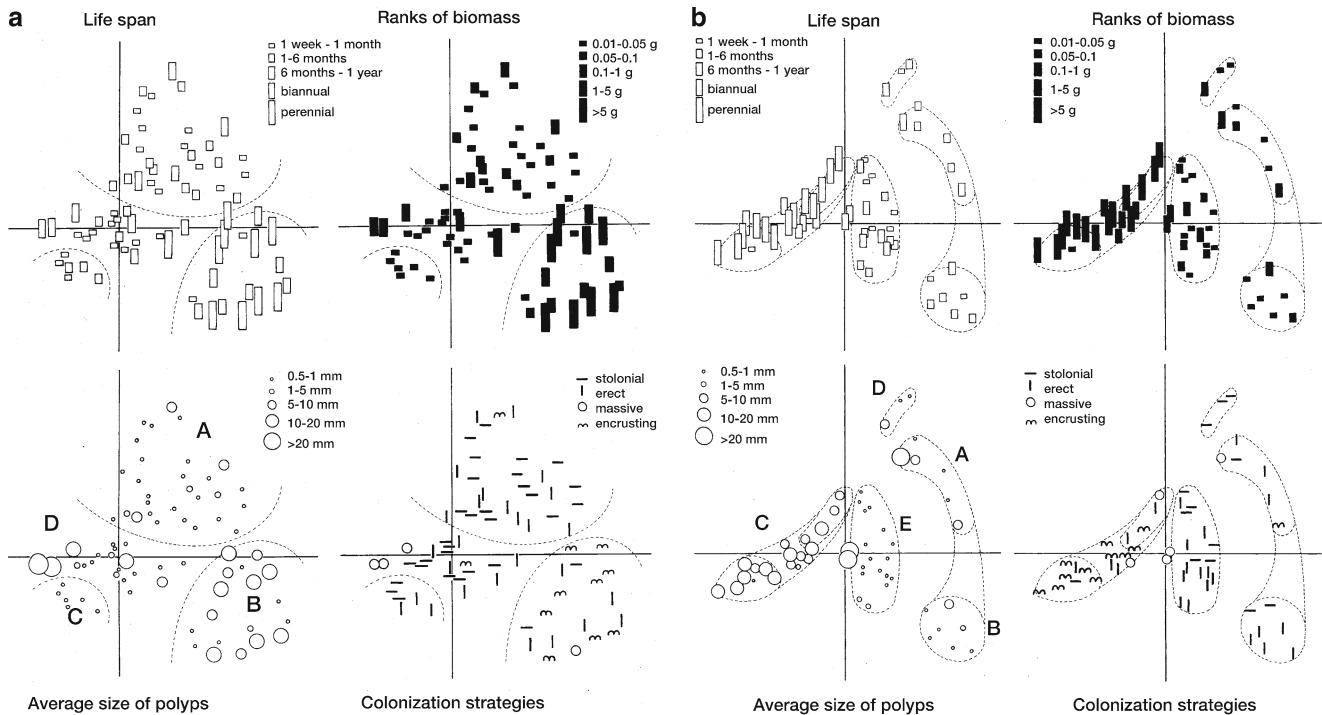 a
Life span
1 week - 1 month
1-6 months
6 months - 1 year
biannual
perennial
Ranks of biomass
0.01-0.05 g
0.05-0.1
0.1-1 g
1-5 g
>5 g
0.5-1 mm
1-5 mm
5-10 mm
10-20 mm
>20 mm
A
D
C
B
Average size of polyps
stolonial
erect
massive
encrusting
Colonization strategies
b
Life span
1 week - 1 month
1-6 months
6 months - 1 year
biannual
perennial
Ranks of biomass
0.01-0.05 g
0.05-0.1
0.1-1 g
1-5 g
>5 g
0.5-1 mm
1-5 mm
5-10 mm
10-20 mm
>20 mm
D
A
C
E
B
Average size of polyps
stolonial
erect
massive
encrusting
Colonization strategies